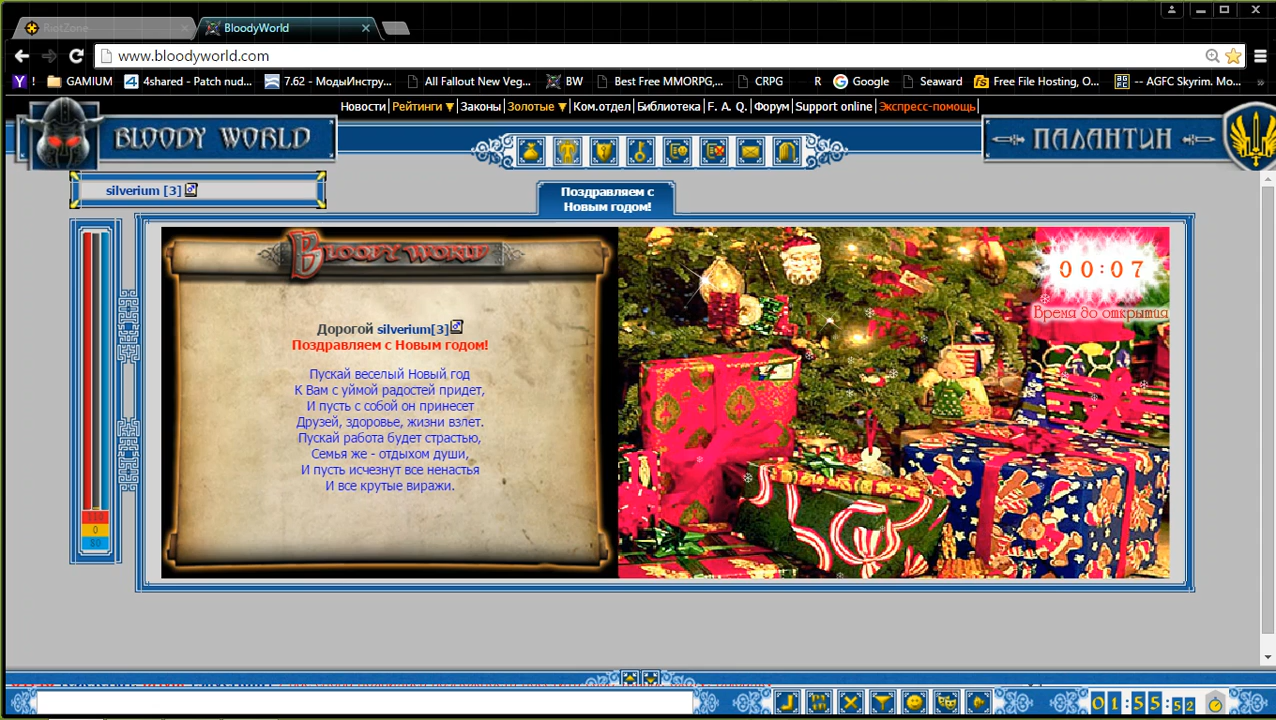 RiotZone
BloodyWorld
www.bloodyworld.com
Y !
GAMIUM
4shared - Patch nud...
7.62 - МодыИнстру...
All Fallout New Veg...
BW
Best Free MMORPG,...
CRPG
R
Google
Seaward
Free File Hosting, O...
-- AGFC Skyrim. Mo...
»
Новости | Рейтинги ▼ | Законы | Золотые ▼ | Ком.отдел | Библиотека | F. A. Q. | Форум | Support online | Экспресс-помощь |
BLOODY WORLD
ПАЛАНТИН
silverium [3]
Поздравляем с
Новым годом!
BLOODY WORLD
00:07
Время до открытия
Дорогой silverium[3]
Поздравляем с Новым годом!
Пускай веселый Новый год
К Вам с уймой радостей придет,
И пусть с собой он принесет
Друзей, здоровье, жизни взлет.
Пускай работа будет страстью,
Семья же - отдыхом души,
И пусть исчезнут все ненастья
И все крутые виражи.
110
0
80
01:55:52